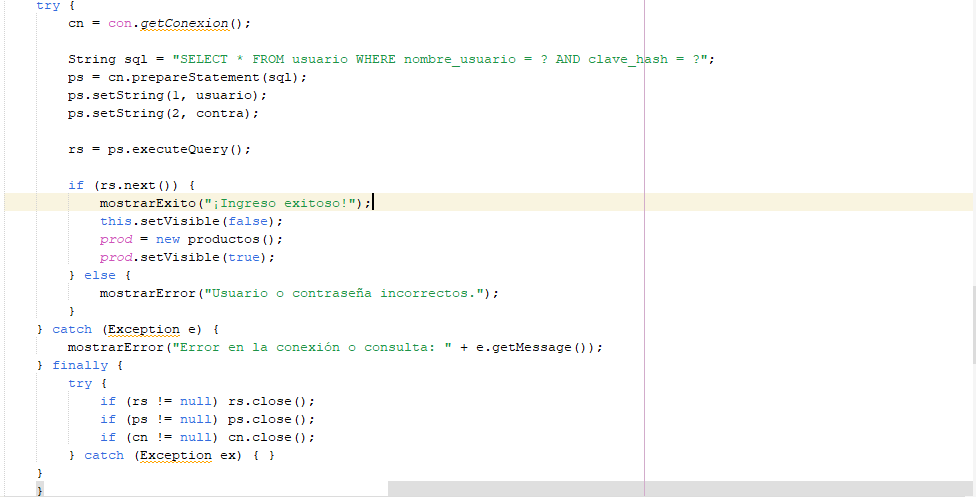 try {
cn = con.getConexion();
String sql = "SELECT * FROM usuario WHERE nombre_usuario = ? AND clave_hash = ?";
ps = cn.prepareStatement(sql);
ps.setString(1, usuario);
ps.setString(2, contra);
rs = ps.executeQuery();
if (rs.next()) {
mostrarExito("¡Ingreso exitoso!");
this.setVisible(false);
prod = new productos();
prod.setVisible(true);
} else {
mostrarError("Usuario o contraseña incorrectos.");
}
} catch (Exception e) {
mostrarError("Error en la conexión o consulta: " + e.getMessage());
} finally {
try {
if (rs != null) rs.close();
if (ps != null) ps.close();
if (cn != null) cn.close();
} catch (Exception ex) { }
}
}